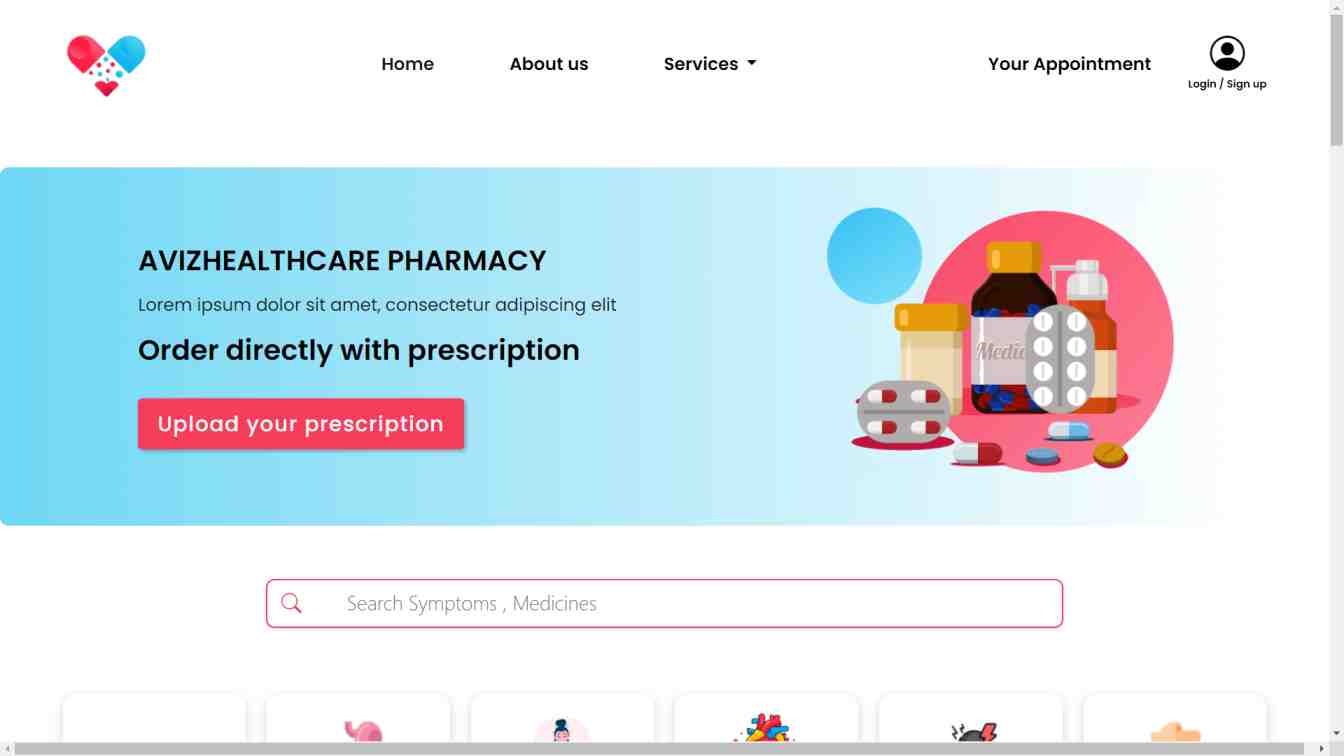 Home
About us
Services
Your Appointment
Login / Sign up
AVIZHEALTHCARE PHARMACY
Lorem ipsum dolor sit amet, consectetur adipiscing elit
Order directly with prescription
Upload your prescription
Search Symptoms , Medicines